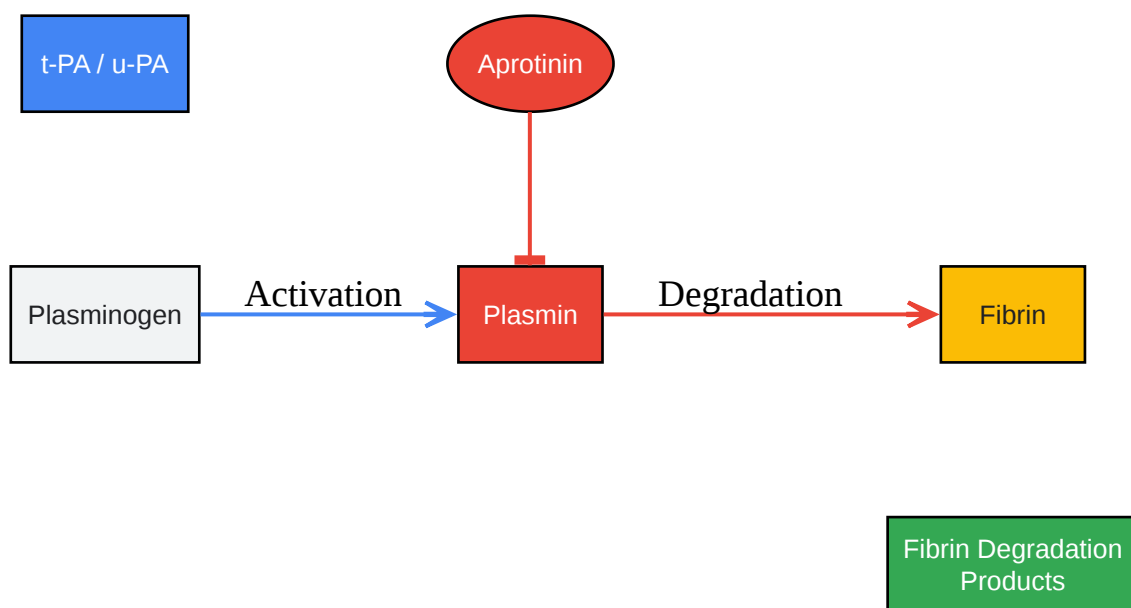 t-PA / u-PA
Aprotinin
Plasminogen
Activation
Plasmin
Degradation
Fibrin
Fibrin Degradation
Products